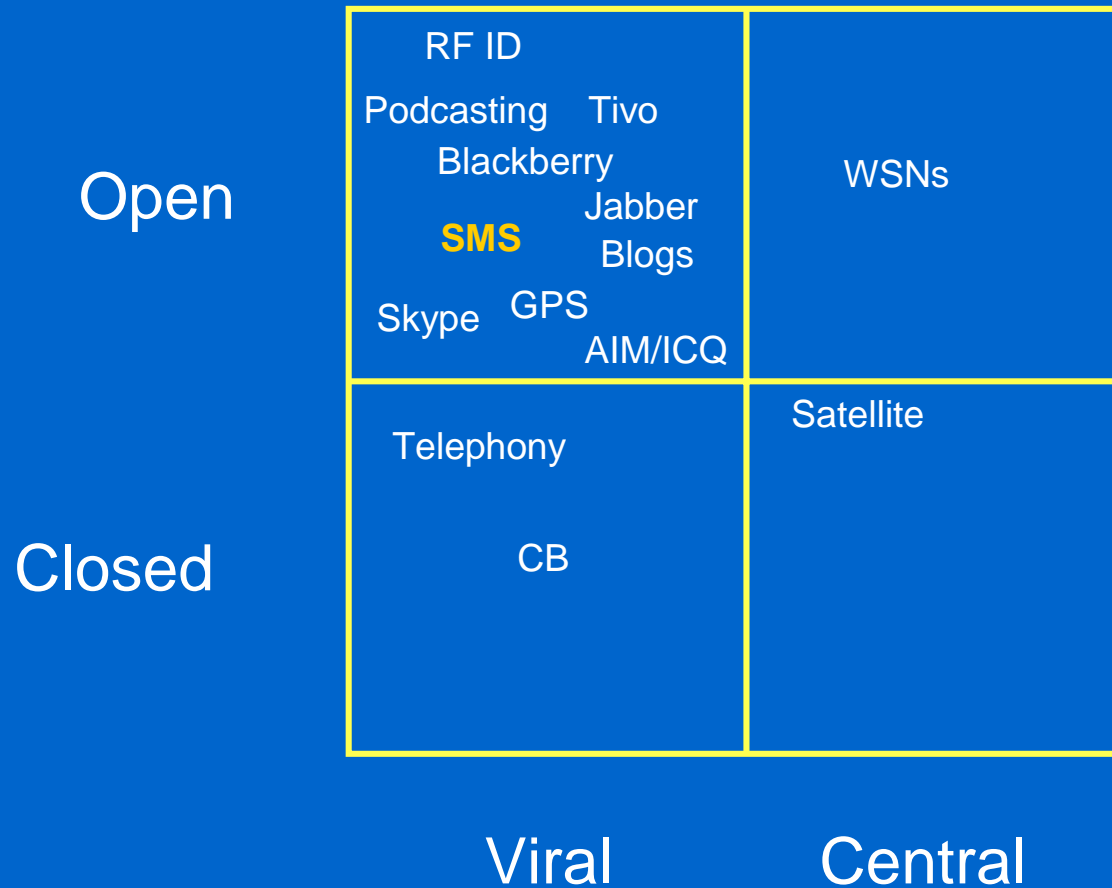 RF ID
Podcasting Tivo
Blackberry
WSNs
Open
Jabber
SMS
Blogs
GPS
Skype
AIM/ICQ
Satellite
Telephony
CB
Closed
Viral Central